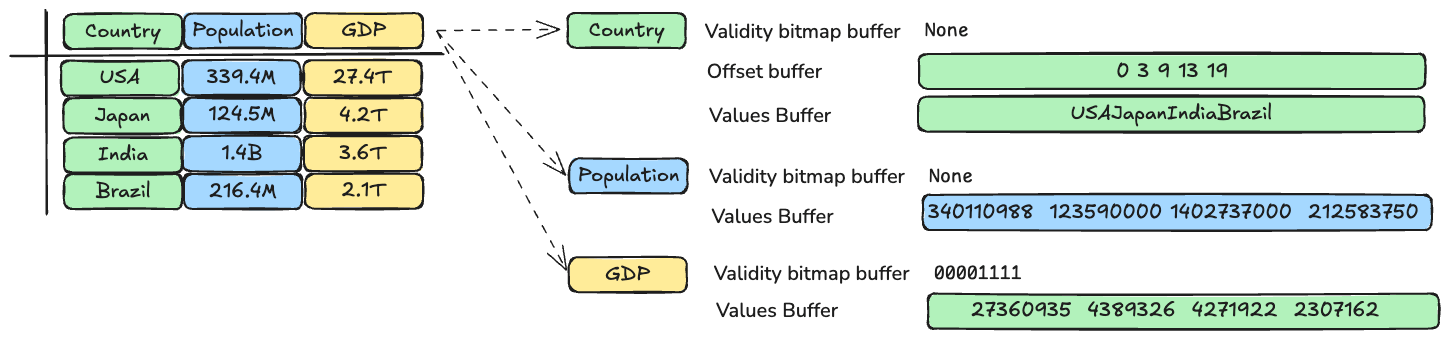 Country Population GDP
USA 339.4M 27.4T
Japan 124.5M 4.2T
India 1.4B 3.6T
Brazil 216.4M 2.1T
Country Validity bitmap buffer None
Offset buffer 0 3 9 13 19
Values Buffer USAJapanIndiaBrazil
Population Validity bitmap buffer None
Values Buffer 340110988 123590000 1402737000 212583750
GDP Validity bitmap buffer 00001111
Values Buffer 27360935 4389326 4271922 2307162